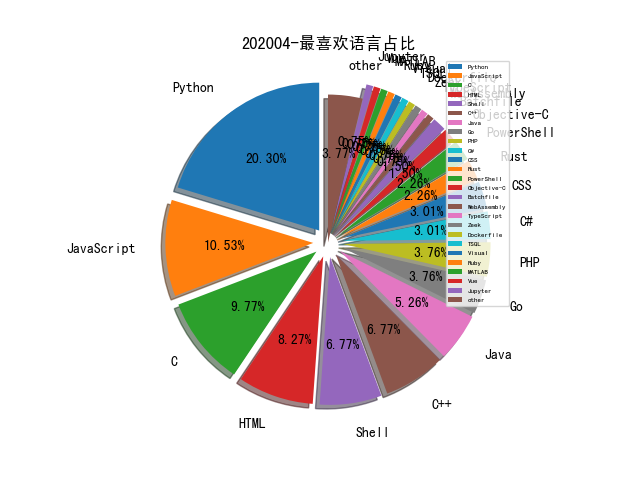 202004-最喜欢语言占比
Python
JavaScript
C
HTML
Shell
C++
Java
Go
PHP
C#
CSS
Rust
PowerShell
Objective-C
Jupyter
other
20.30%
10.53%
9.77%
8.27%
6.77%
6.77%
5.26%
3.76%
3.76%
3.01%
3.01%
2.26%
2.26%
1.50%
3.77%
Python
JavaScript
C
HTML
Shell
C++
Java
Go
PHP
C#
CSS
Rust
PowerShell
Objective-C
Batchfile
WebAssembly
TypeScript
Zeek
Dockerfile
TSQL
Visual
Ruby
MATLAB
Vue
Jupyter
other